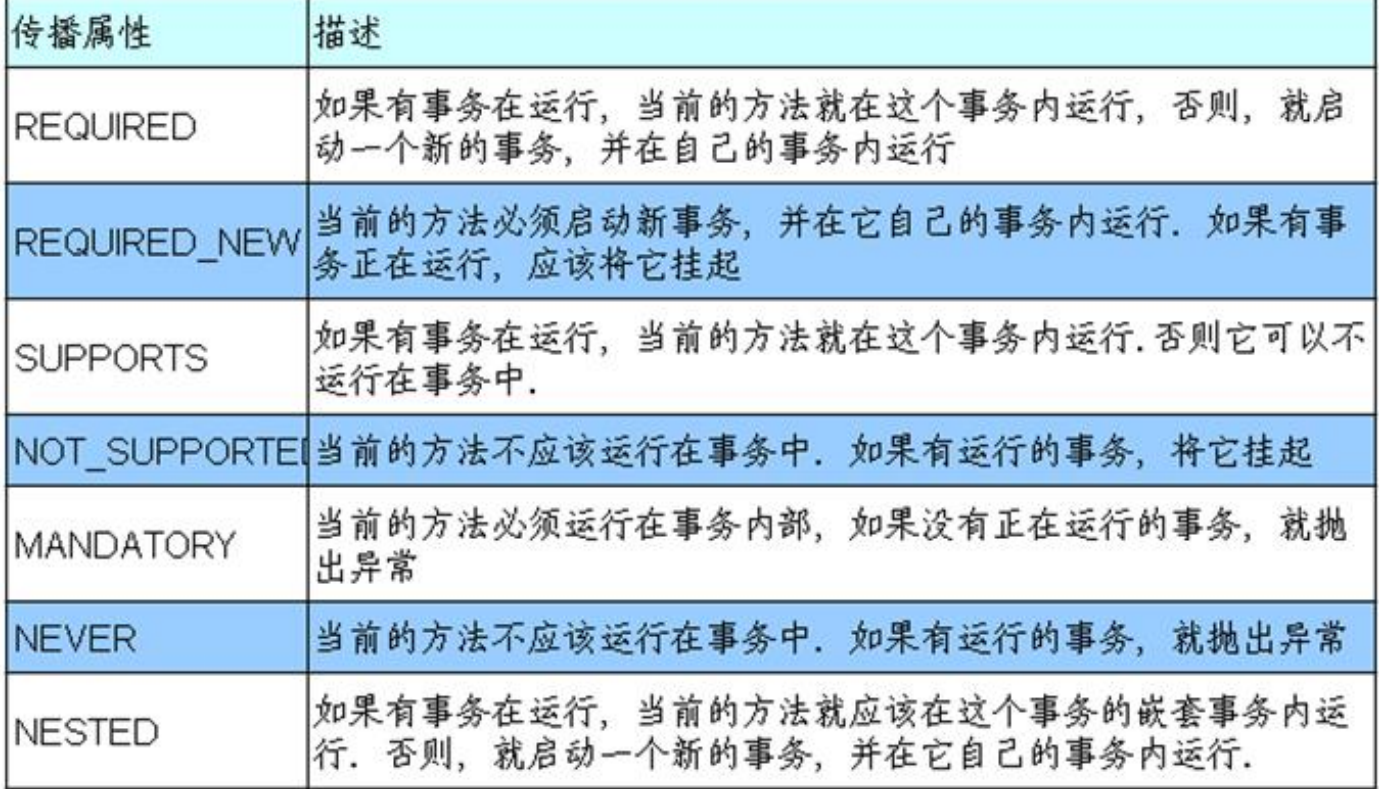 传播属性
描述
REQUIRED
如果有事务在运行，当前的方法就在这个事务内运行，否则，就启
动一个新的事务，并在自己的事务内运行
REQUIRED_NEW
当前的方法必须启动新事务，并在它自己的事务内运行. 如果有事
务正在运行，应该将它挂起
SUPPORTS
如果有事务在运行，当前的方法就在这个事务内运行.否则它可以不
运行在事务中.
NOT_SUPPORTE
当前的方法不应该运行在事务中. 如果有运行的事务，将它挂起
MANDATORY
当前的方法必须运行在事务内部，如果没有正在运行的事务，就抛
出异常
NEVER
当前的方法不应该运行在事务中. 如果有运行的事务，就抛出异常
NESTED
如果有事务在运行，当前的方法就应该在这个事务的嵌套事务内运
行. 否则，就启动一个新的事务，并在它自己的事务内运行.